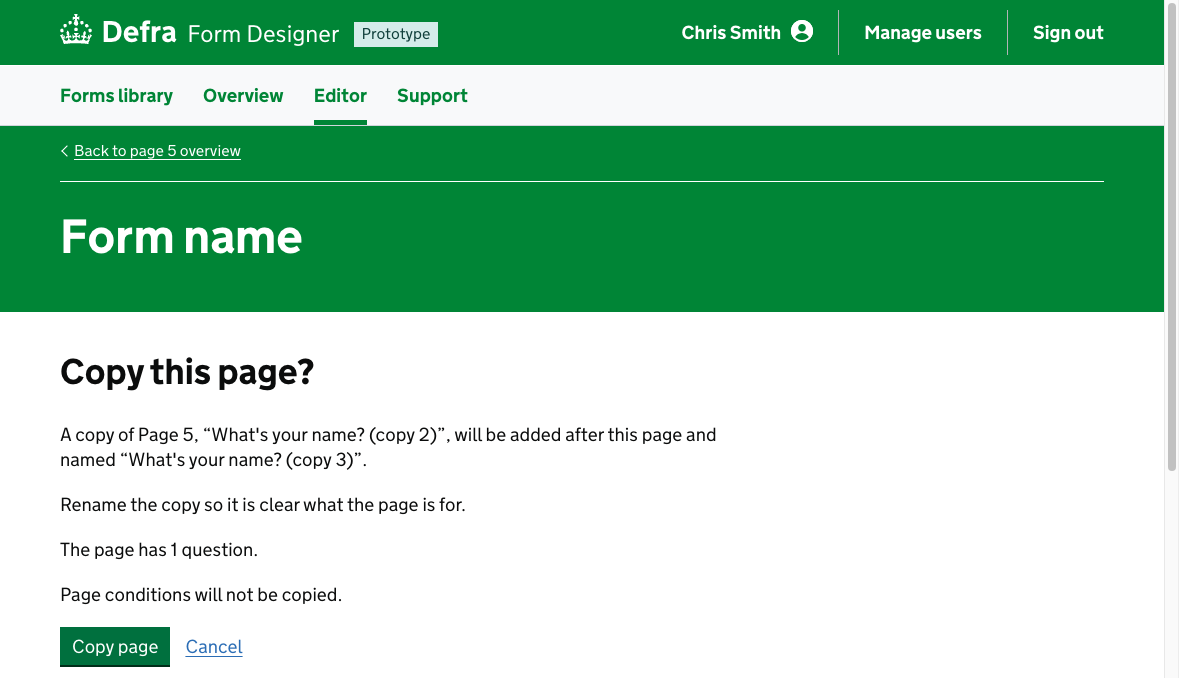 Defra Form Designer Prototype Chris Smith Manage users Sign out
Forms library Overview Editor Support
Back to page 5 overview
Form name
Copy this page?
A copy of Page 5, “What's your name? (copy 2)”, will be added after this page and
named “What's your name? (copy 3)”.
Rename the copy so it is clear what the page is for.
The page has 1 question.
Page conditions will not be copied.
Copy page Cancel